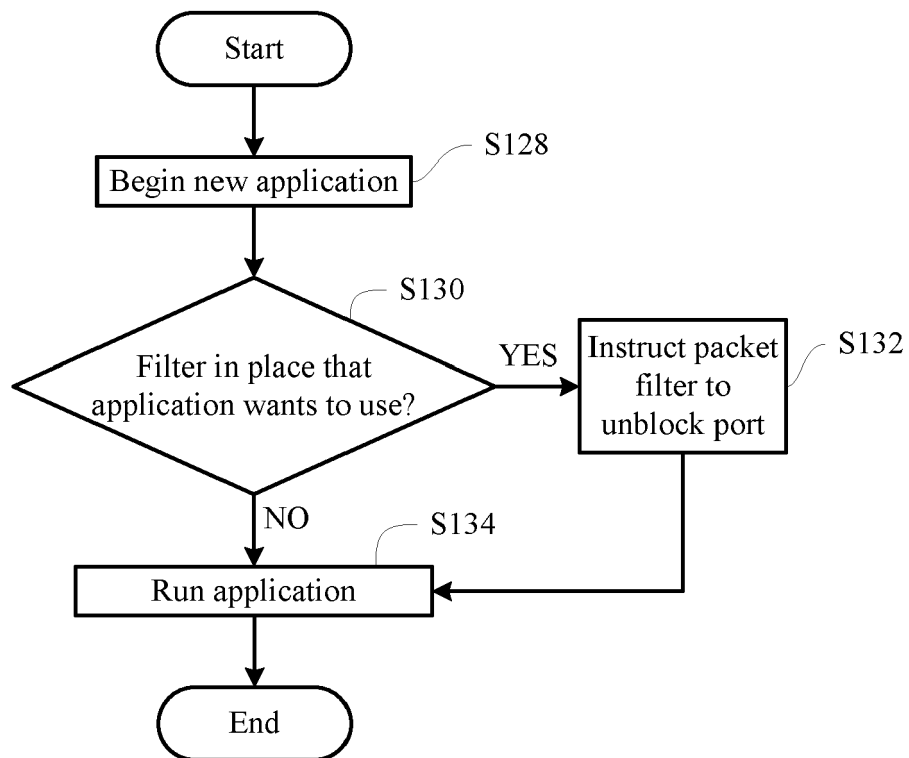 Start
S128
Begin new application
S130
Filter in place that
application wants to use?
YES
Instruct packet
filter to
unblock port
S132
NO
S134
Run application
End